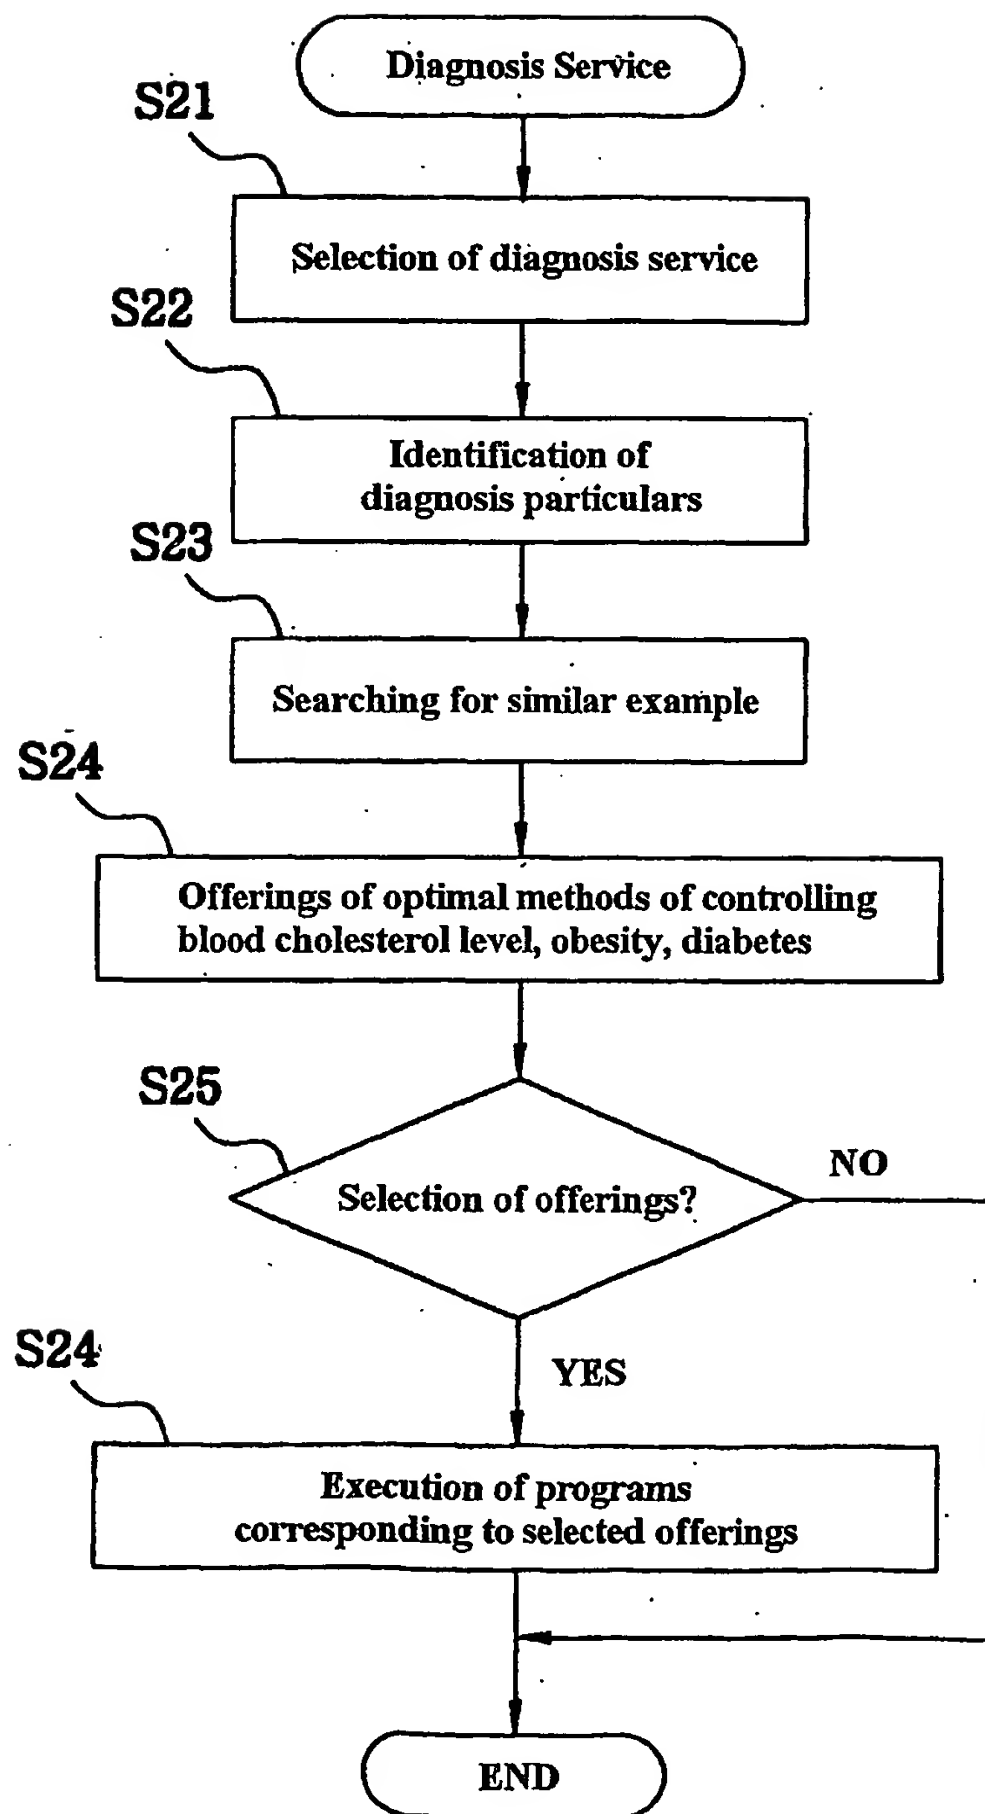 Diagnosis Service
S21
Selection of diagnosis service
S22
Identification of
diagnosis particulars
S23
Searching for similar example
S24
Offerings of optimal methods of controlling
blood cholesterol level, obesity, diabetes
S25
Selection of offerings?
NO
YES
S24
Execution of programs
corresponding to selected offerings
END